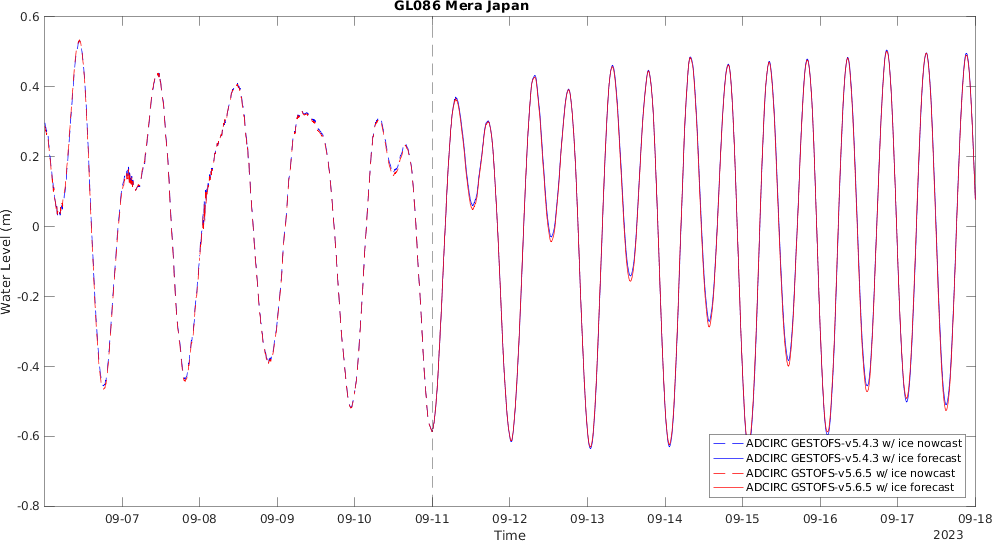 GL086 Mera Japan
0.6
0.4
0.2
0
-0.2
-0.4
-0.6
-0.8
Water Level (m)
ADCIRC GESTOFS-v5.4.3 w/ ice nowcast
ADCIRC GESTOFS-v5.4.3 w/ ice forecast
ADCIRC GSTOFS-v5.6.5 w/ ice nowcast
ADCIRC GSTOFS-v5.6.5 w/ ice forecast
09-07 09-08 09-09 09-10 09-11 09-12 09-13 09-14 09-15 09-16 09-17 09-18
Time
2023